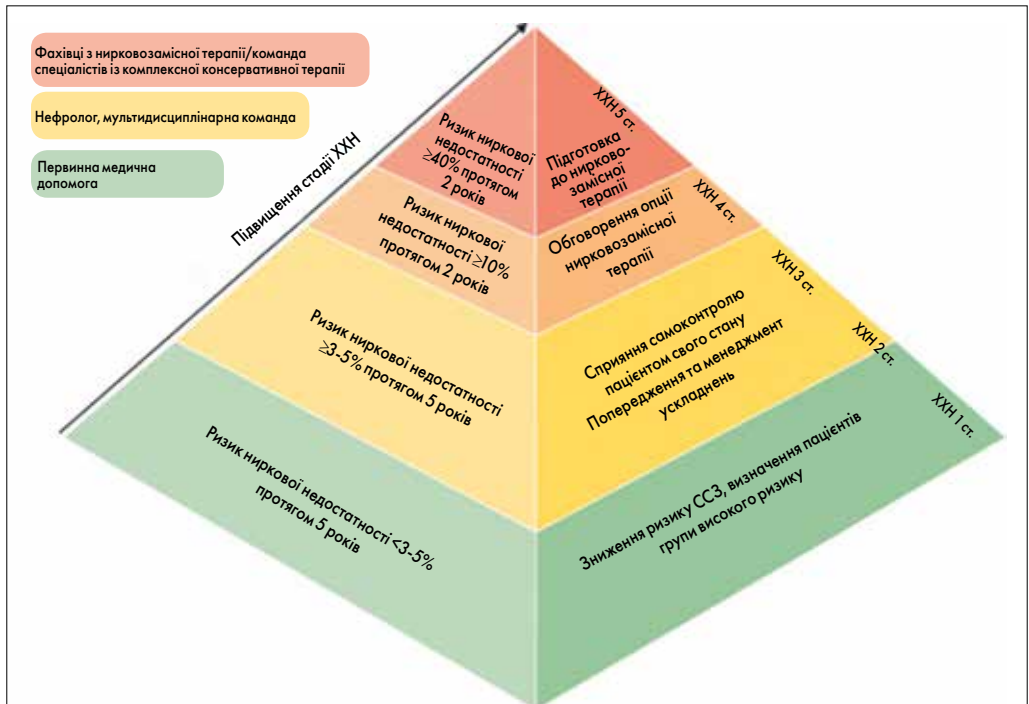 Фахівці з нирковозамісної терапії/команда
спеціалістів із комплексної консервативної терапії
Нефролог, мультидисциплінарна команда
Первинна медична
допомога
Підвищення стадії ХХН
Ризик ниркової
недостатності
≥40% протягом
2 років
Підготовка
до нирково-
замісної
терапії
ХХН 5 ст.
Ризик ниркової
недостатності ≥10%
протягом 2 років
Обговорення опції
нирковозамісної
терапії
ХХН 4 ст.
Ризик ниркової недостатності
≥3-5% протягом 5 років
Сприяння самоконтролю
пацієнтом свого стану
Попередження та менеджмент
ускладнень
ХХН 3 ст.
ХХН 2 ст.
Ризик ниркової недостатності <3-5%
протягом 5 років
Зниження ризику ССЗ, визначення пацієнтів
групи високого ризику
ХХН 1 ст.